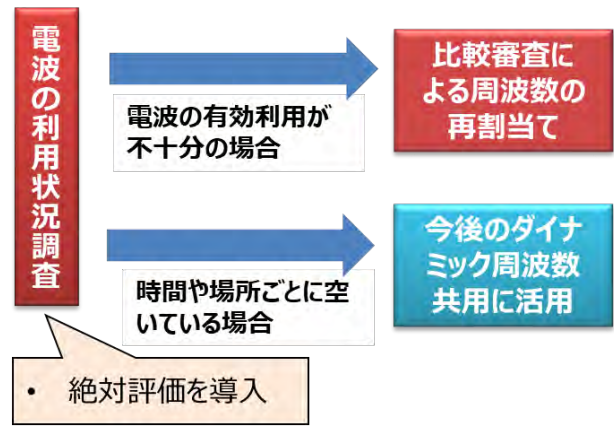 電波の利用状況調査
電波の有効利用が
不十分の場合
比較審査に
よる周波数の
再割当て
時間や場所ごとに空
いている場合
今後のダイナ
ミック周波数
共用に活用
• 絶対評価を導入